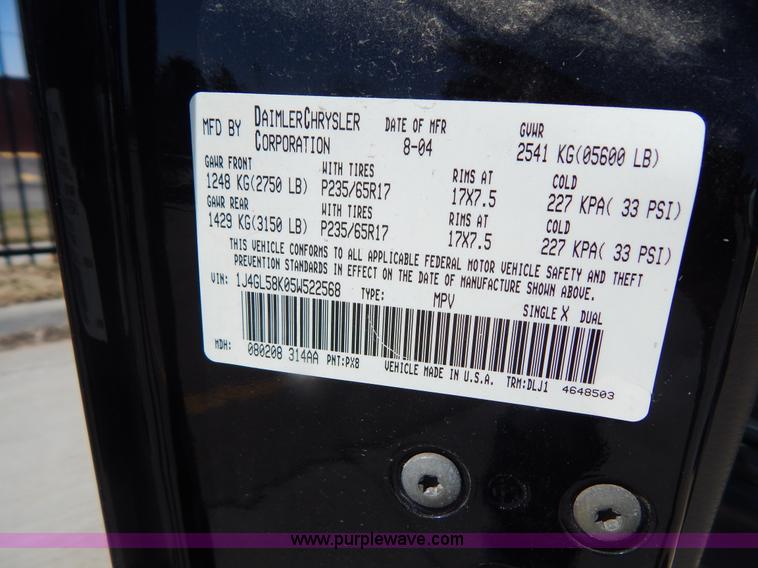 MFD BY DAIMLERCHRYSLER CORPORATION DATE OF MFR 8-04 GVWR 2541 KG(05600 LB)
GAWR FRONT WITH TIRES RIMS AT COLD
1248 KG(2750 LB) P235/65R17 17X7.5 227 KPA( 33 PSI)
GAWR REAR WITH TIRES RIMS AT COLD
1429 KG(3150 LB) P235/65R17 17X7.5 227 KPA( 33 PSI)
THIS VEHICLE CONFORMS TO ALL APPLICABLE FEDERAL MOTOR VEHICLE SAFETY AND THEFT
PREVENTION STANDARDS IN EFFECT ON THE DATE OF MANUFACTURE SHOWN ABOVE.
VIN: 1J4GL58K05W522568 TYPE: MPV SINGLE X DUAL
MDH: 080208 314AA PNT:PX8 VEHICLE MADE IN U.S.A. TRM:DLJ1 4648503
www.purplewave.com